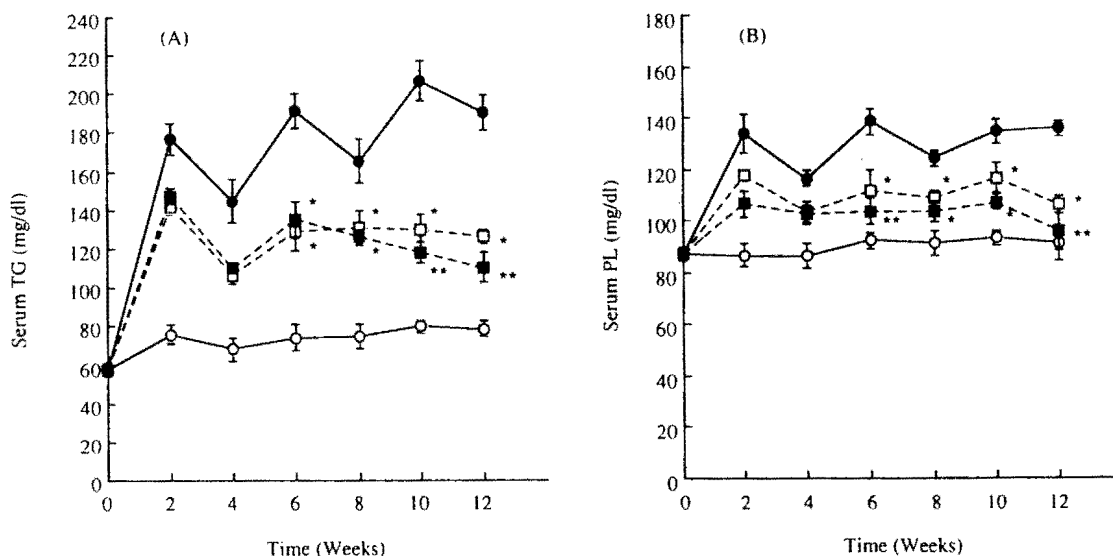 (A)
240
220
200
180
160
140
120
100
80
60
40
20
0
Serum TG (mg/dl)
* * *
* * *
** **
0 2 4 6 8 10 12
Time (Weeks)
(B)
180
160
140
120
100
80
60
40
20
0
Serum PL (mg/dl)
* * * *
** * * **
0 2 4 6 8 10 12
Time (Weeks)